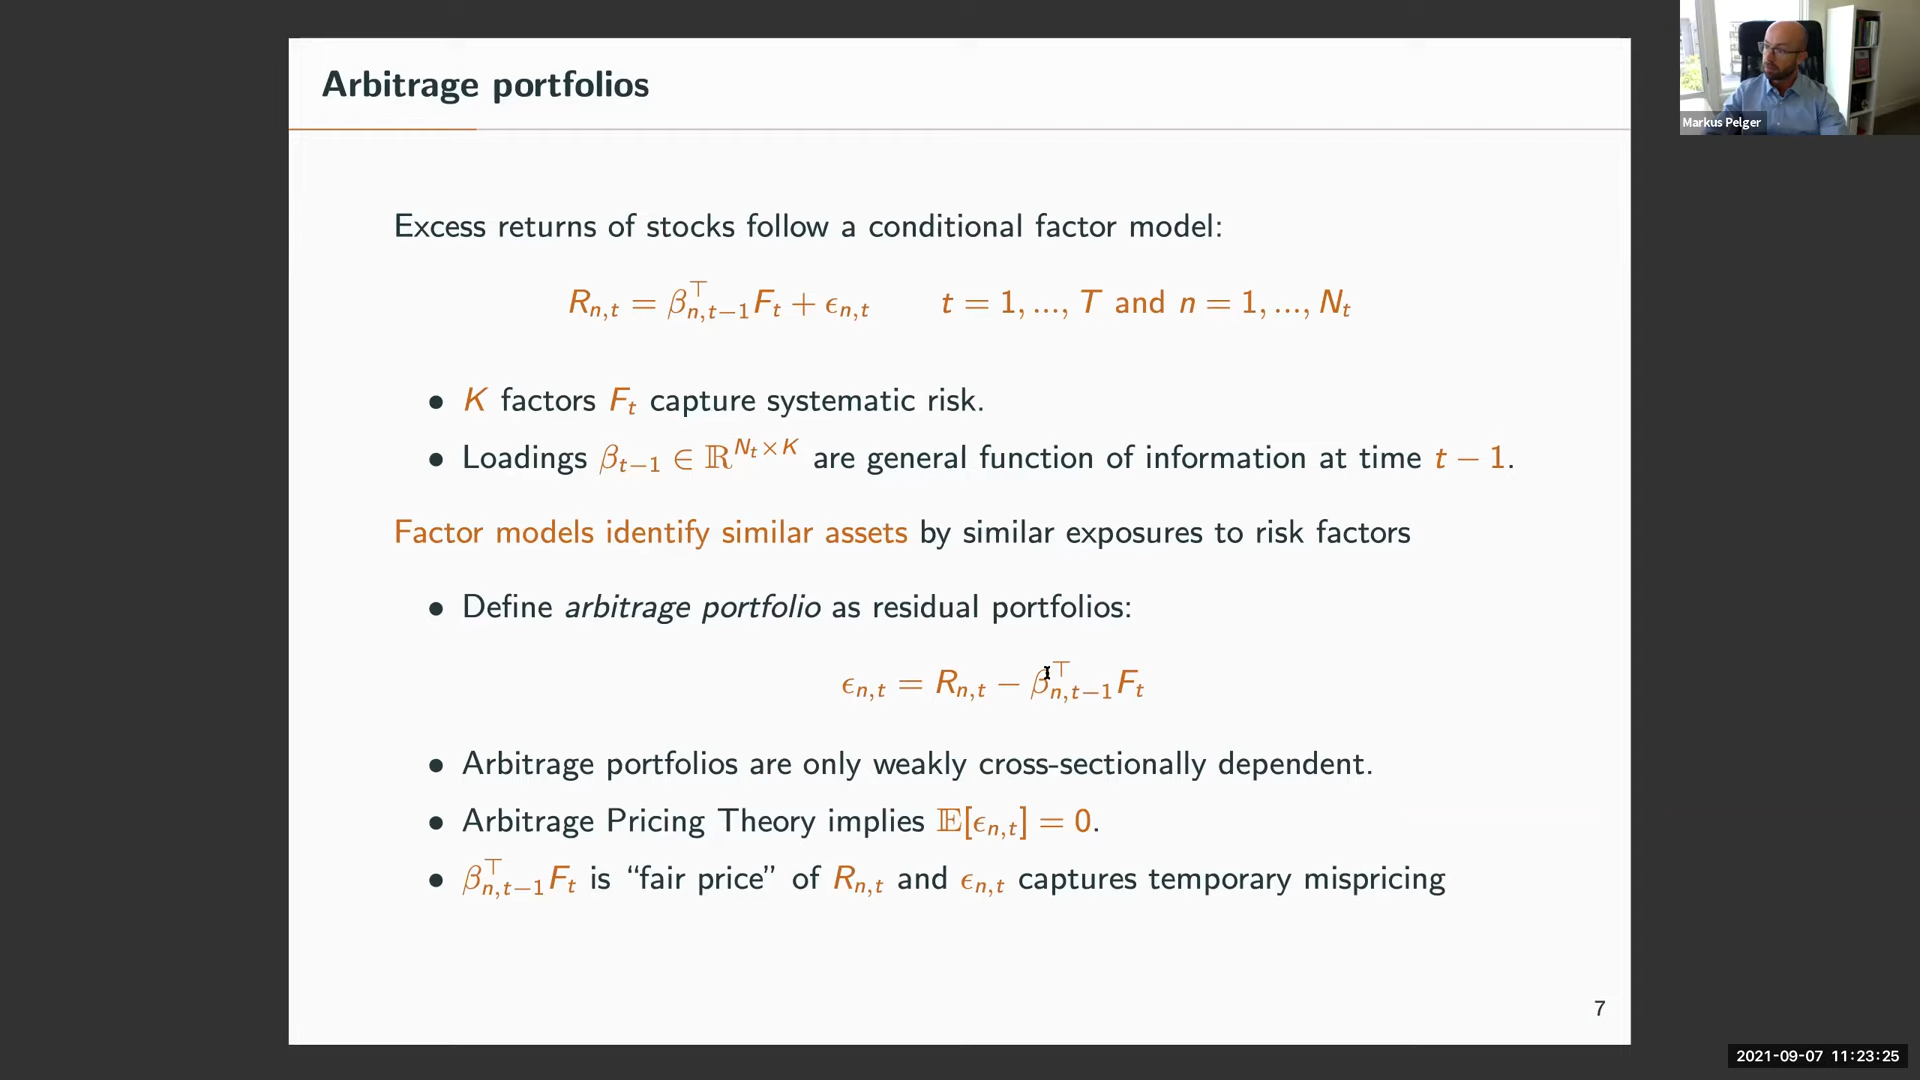 Arbitrage portfolios
Markus Pelger
Excess returns of stocks follow a conditional factor model:
R_{n,t} = β_{n,t−1}^⊤ F_t + ϵ_{n,t} t = 1, ..., T and n = 1, ..., N_t
• K factors F_t capture systematic risk.
• Loadings β_{t−1} ∈ ℝ^{N_t×K} are general function of information at time t − 1.
Factor models identify similar assets by similar exposures to risk factors
• Define arbitrage portfolio as residual portfolios:
ϵ_{n,t} = R_{n,t} − β_{n,t−1}^⊤ F_t
• Arbitrage portfolios are only weakly cross-sectionally dependent.
• Arbitrage Pricing Theory implies 𝔼[ϵ_{n,t}] = 0.
• β_{n,t−1}^⊤ F_t is “fair price” of R_{n,t} and ϵ_{n,t} captures temporary mispricing
7
2021-09-07 11:23:25